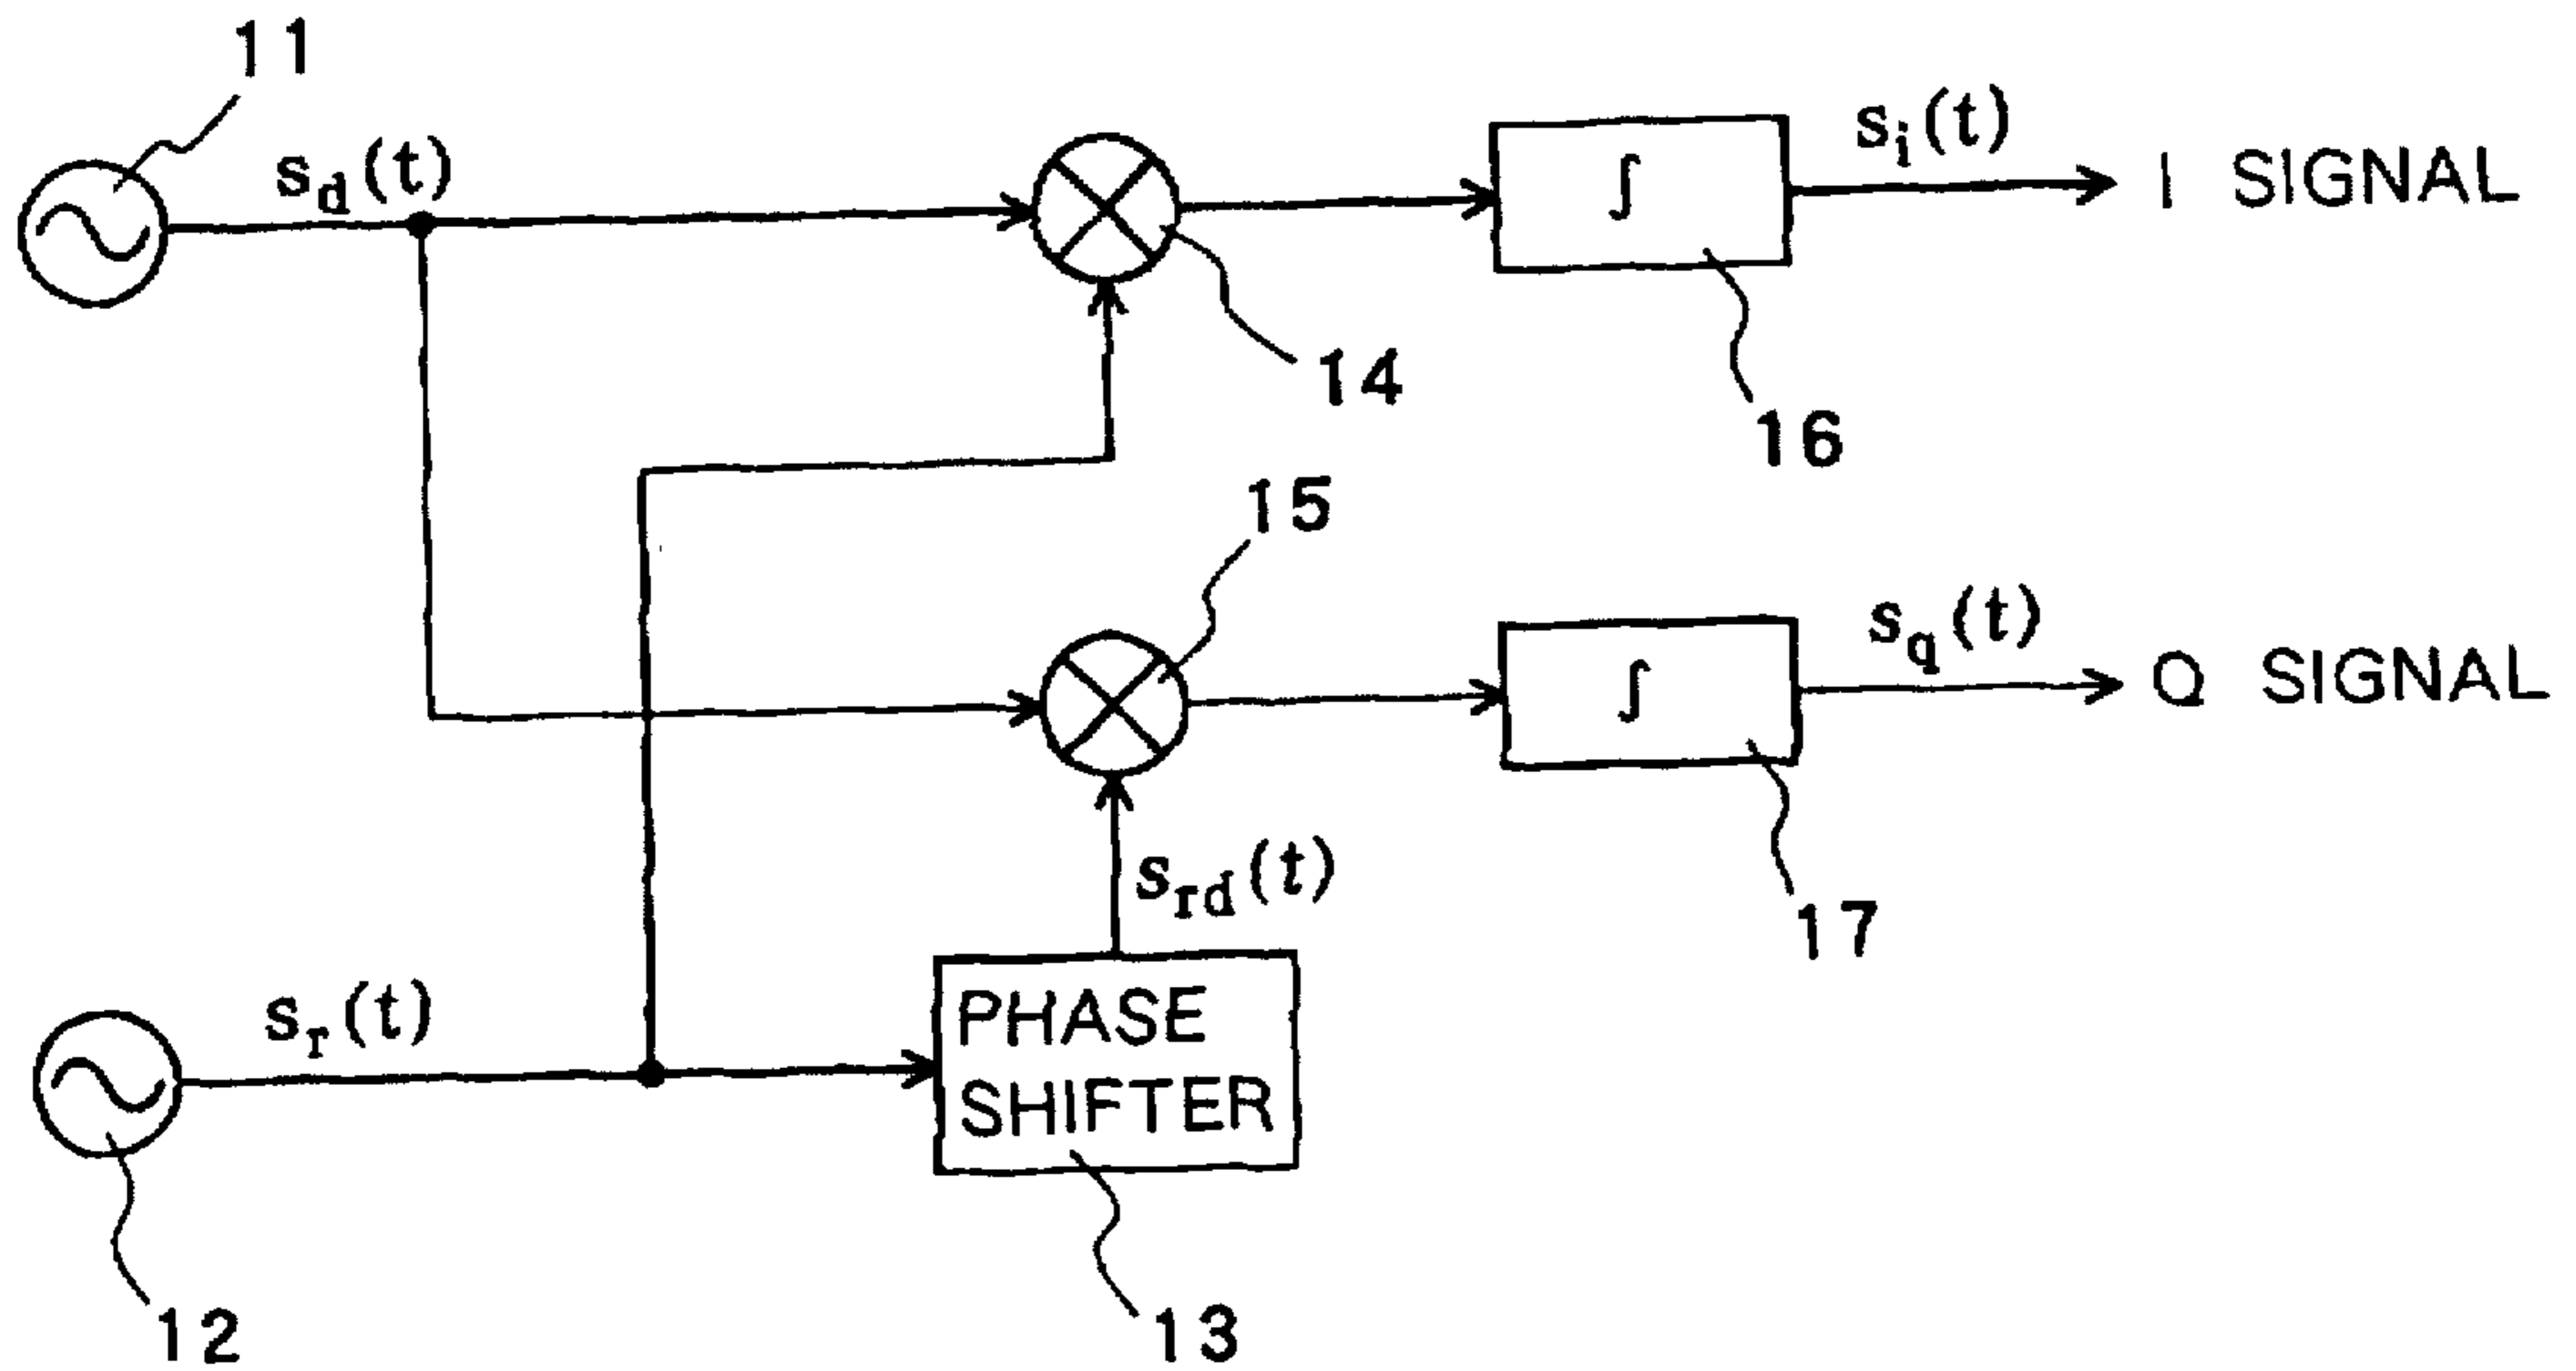 11
s_d(t)
∫
s_i(t)
I SIGNAL
14
16
15
∫
s_q(t)
Q SIGNAL
s_rd(t)
17
s_r(t)
PHASE
SHIFTER
12
13